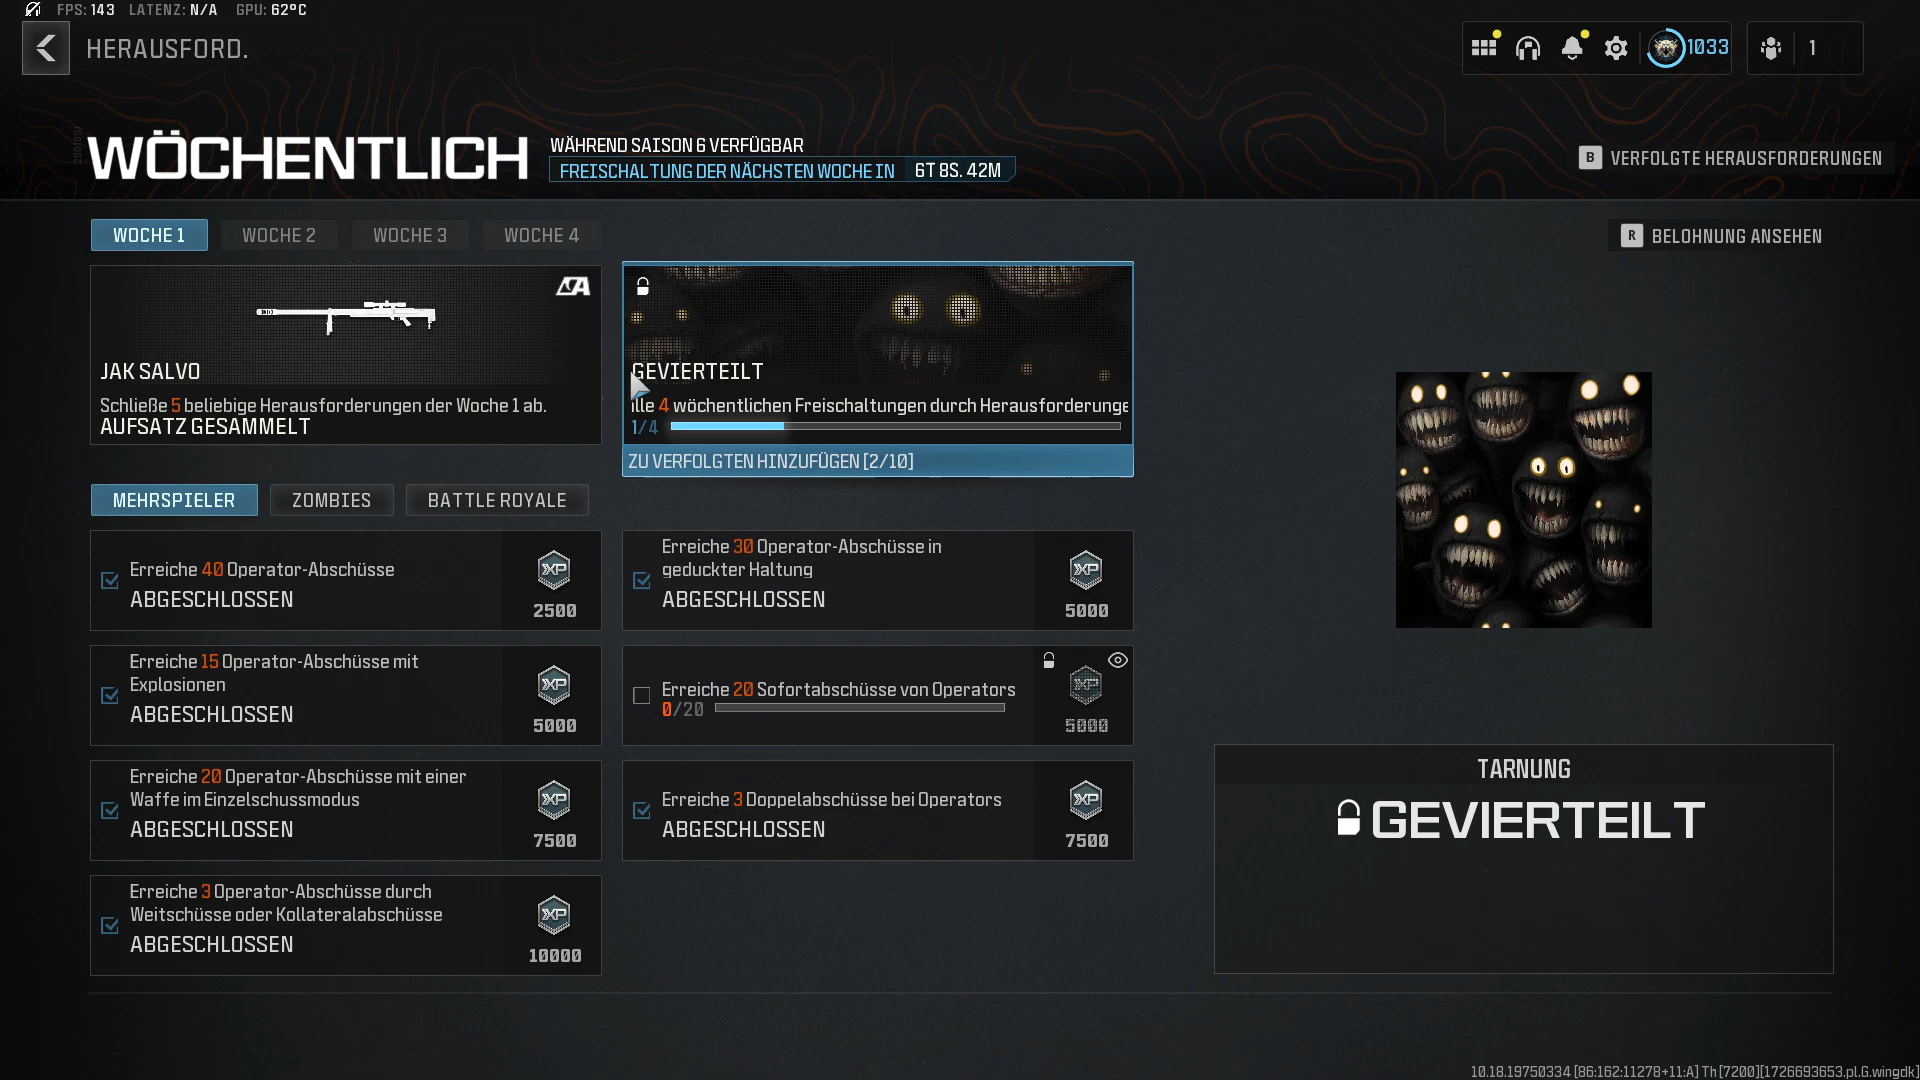 FPS: 143 LATENZ: N/A GPU: 62°C
HERAUSFORD.
1033
1
WÖCHENTLICH
WÄHREND SAISON 6 VERFÜGBAR
FREISCHALTUNG DER NÄCHSTEN WOCHE IN 6T 8S. 42M
B VERFOLGTE HERAUSFORDERUNGEN
WOCHE 1
WOCHE 2
WOCHE 3
WOCHE 4
R BELOHNUNG ANSEHEN
JAK SALVO
Schließe 5 beliebige Herausforderungen der Woche 1 ab.
AUFSATZ GESAMMELT
GEVIERTEILT
lle 4 wöchentlichen Freischaltungen durch Herausforderunge
1/4
ZU VERFOLGTEN HINZUFÜGEN [2/10]
MEHRSPIELER
ZOMBIES
BATTLE ROYALE
Erreiche 40 Operator-Abschüsse
ABGESCHLOSSEN
XP
2500
Erreiche 30 Operator-Abschüsse in
geduckter Haltung
ABGESCHLOSSEN
XP
5000
Erreiche 15 Operator-Abschüsse mit
Explosionen
ABGESCHLOSSEN
XP
5000
Erreiche 20 Sofortabschüsse von Operators
0/20
XP
5000
Erreiche 20 Operator-Abschüsse mit einer
Waffe im Einzelschussmodus
ABGESCHLOSSEN
XP
7500
Erreiche 3 Doppelabschüsse bei Operators
ABGESCHLOSSEN
XP
7500
Erreiche 3 Operator-Abschüsse durch
Weitschüsse oder Kollateralabschüsse
ABGESCHLOSSEN
XP
10000
TARNUNG
GEVIERTEILT
10.18.19750334 [86:162:11278+11:A] Th [7200][1726693653.pl.G.wingdk]